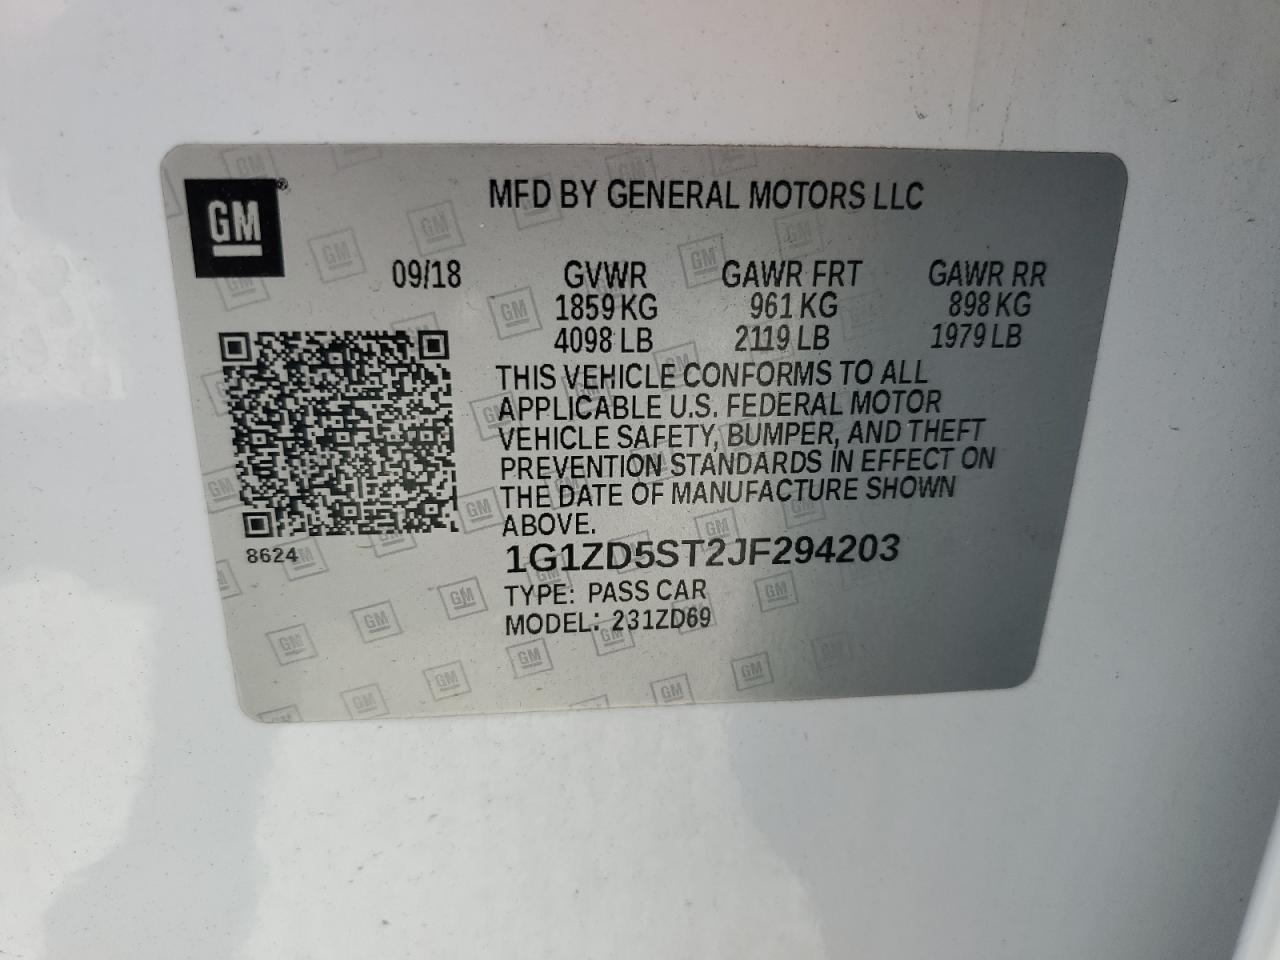 GM®
MFD BY GENERAL MOTORS LLC
09/18 GVWR GAWR FRT GAWR RR
1859 KG 961 KG 898 KG
4098 LB 2119 LB 1979 LB
THIS VEHICLE CONFORMS TO ALL
APPLICABLE U.S. FEDERAL MOTOR
VEHICLE SAFETY, BUMPER, AND THEFT
PREVENTION STANDARDS IN EFFECT ON
THE DATE OF MANUFACTURE SHOWN
ABOVE.
8624
1G1ZD5ST2JF294203
TYPE: PASS CAR
MODEL: 231ZD69